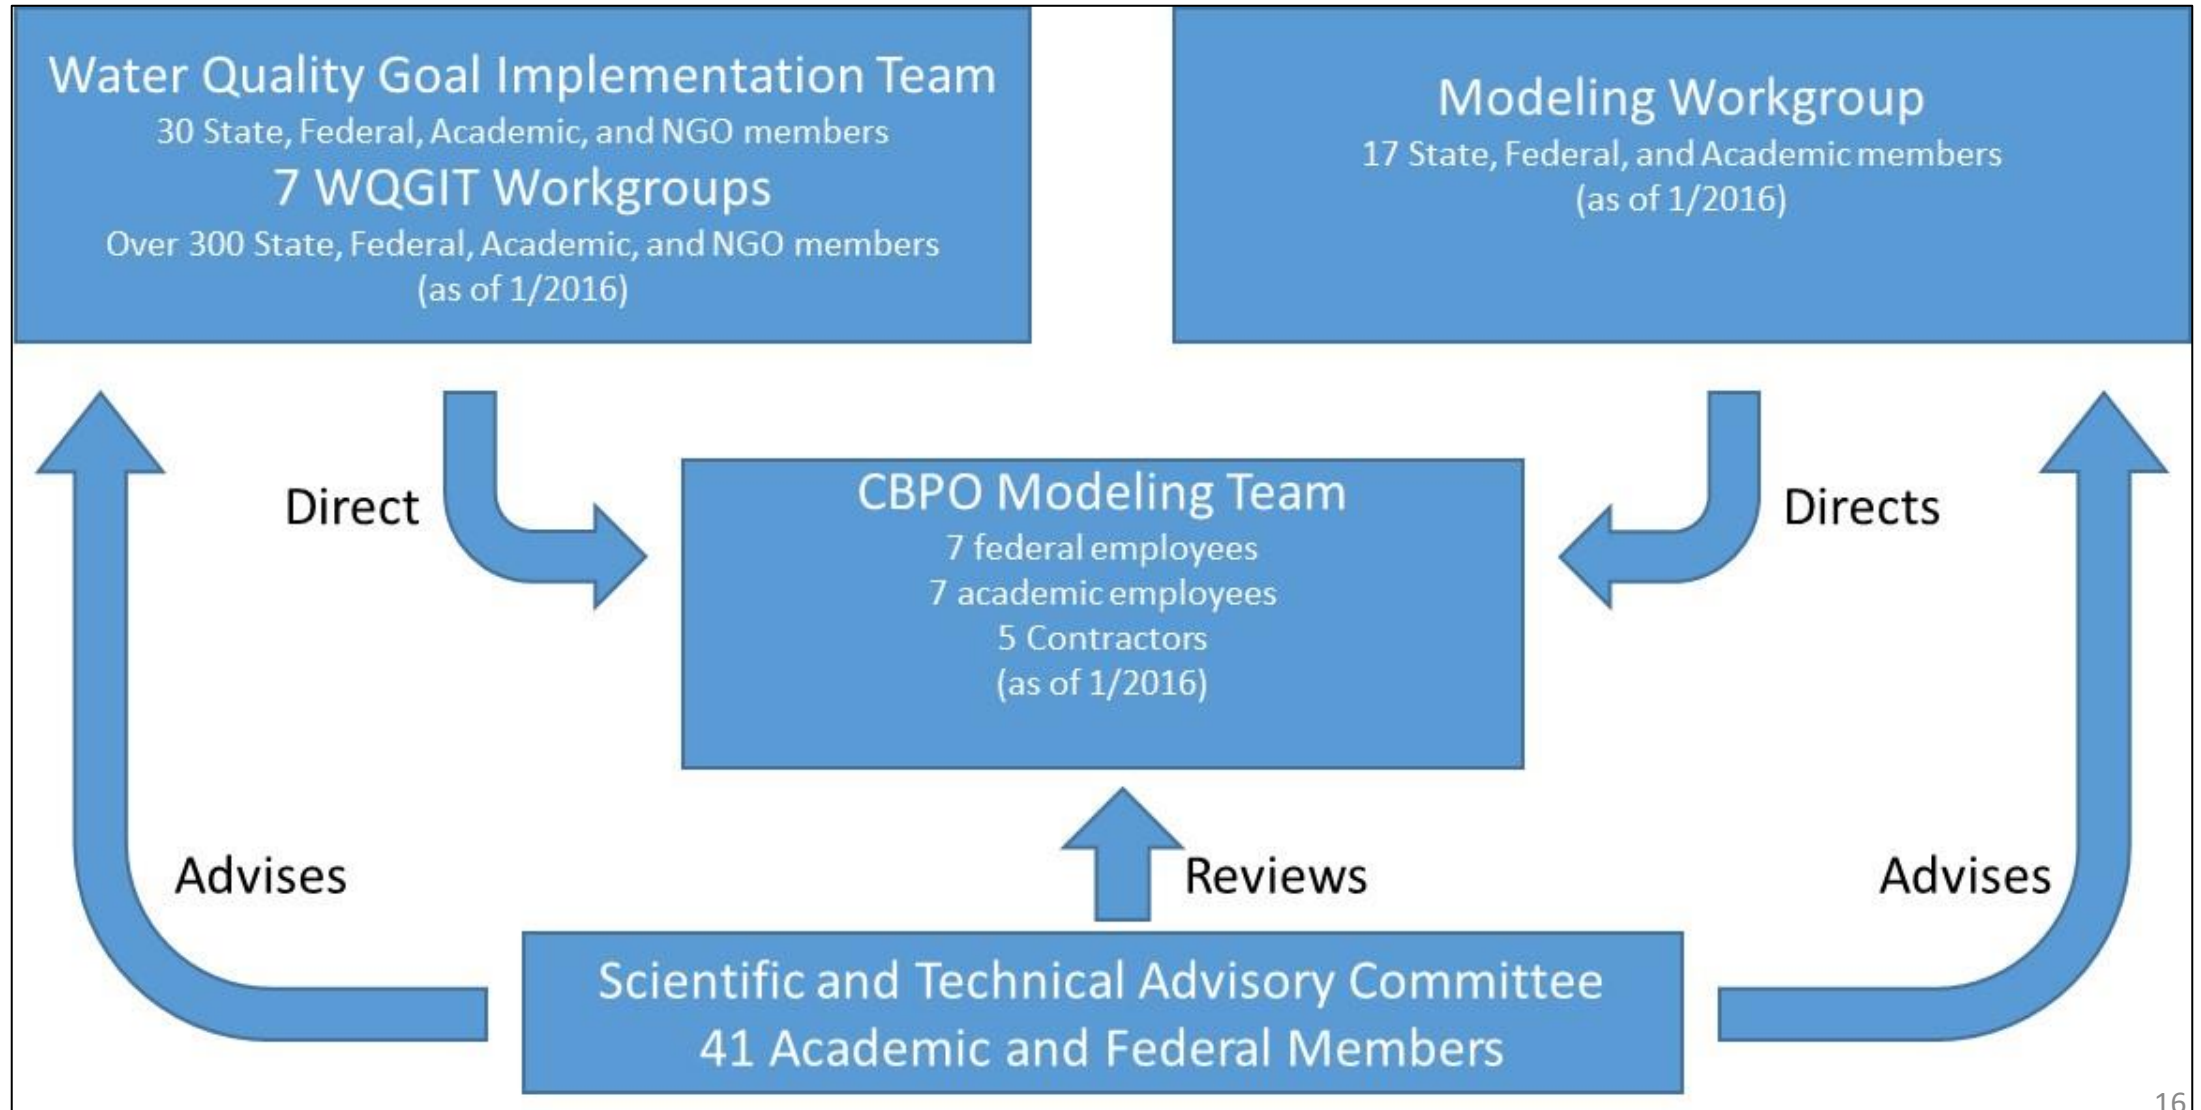 Water Quality Goal Implementation Team
30 State, Federal, Academic, and NGO members
7 WQGIT Workgroups
Over 300 State, Federal, Academic, and NGO members
(as of 1/2016)
Modeling Workgroup
17 State, Federal, and Academic members
(as of 1/2016)
Direct
CBPO Modeling Team
7 federal employees
7 academic employees
5 Contractors
(as of 1/2016)
Directs
Advises
Reviews
Advises
Scientific and Technical Advisory Committee
41 Academic and Federal Members
16